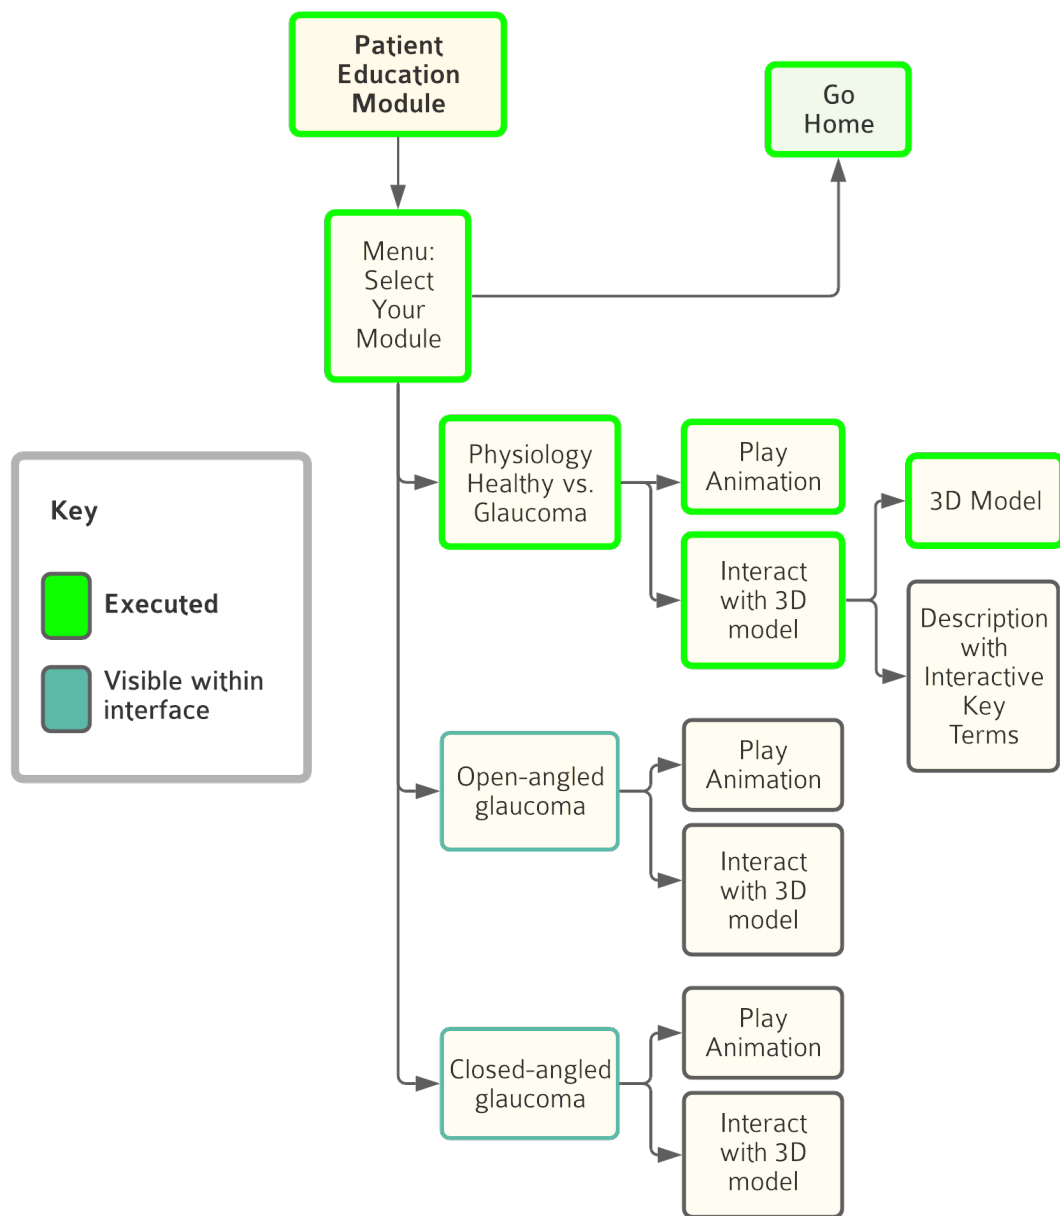 Patient
Education
Module
Go
Home
Menu:
Select
Your
Module
Physiology
Healthy vs.
Glaucoma
Play
Animation
3D Model
Interact
with 3D
model
Description
with
Interactive
Key
Terms
Key
Executed
Visible within
interface
Open-angled
glaucoma
Play
Animation
Interact
with 3D
model
Closed-angled
glaucoma
Play
Animation
Interact
with 3D
model